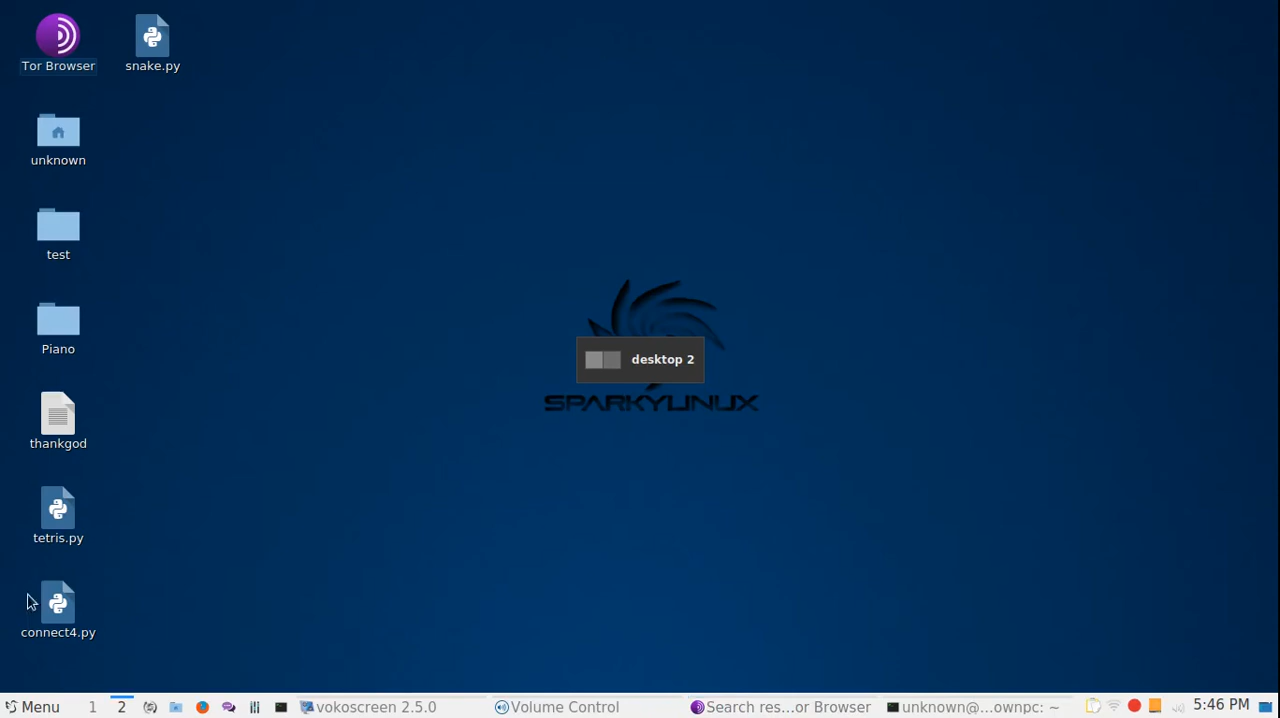 Tor Browser
snake.py
unknown
test
Piano
thankgod
tetris.py
connect4.py
desktop 2
SPARKYLINUX
Menu 1 2 vokoscreen 2.5.0 Volume Control Search res...or Browser unknown@...ownpc: ~ 5:46 PM